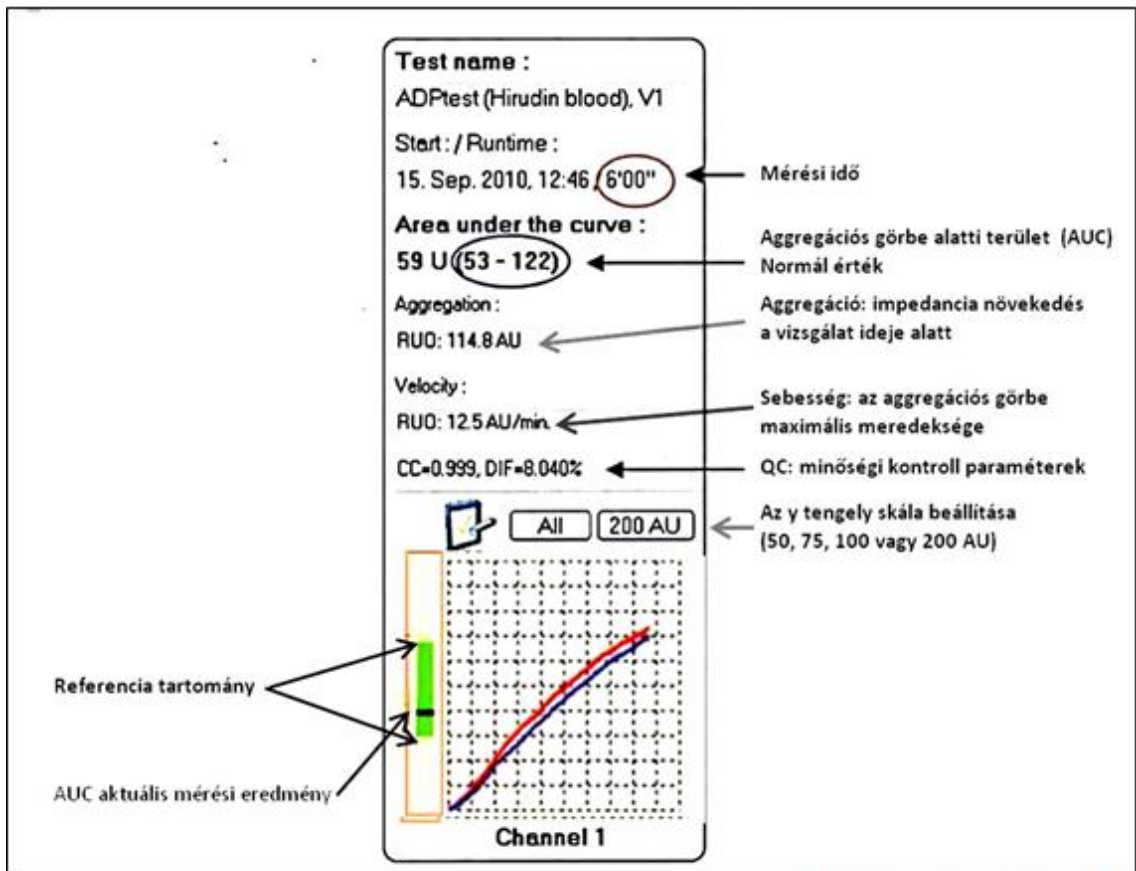 Test name :
ADPtest (Hirudin blood), V1
Start : / Runtime :
15. Sep. 2010, 12:46, 6'00"
Area under the curve :
59 U (53 - 122)
Aggregation :
RUO: 114.8 AU
Velocity :
RUO: 12.5 AU/min.
CC=0.999, DIF=8.040%
All
200 AU
Channel 1
Mérési idő
Aggregációs görbe alatti terület (AUC)
Normál érték
Aggregáció: impedancia növekedés
a vizsgálat ideje alatt
Sebesség: az aggregációs görbe
maximális meredeksége
QC: minőségi kontroll paraméterek
Az y tengely skála beállítása
(50, 75, 100 vagy 200 AU)
Referencia tartomány
AUC aktuális mérési eredmény